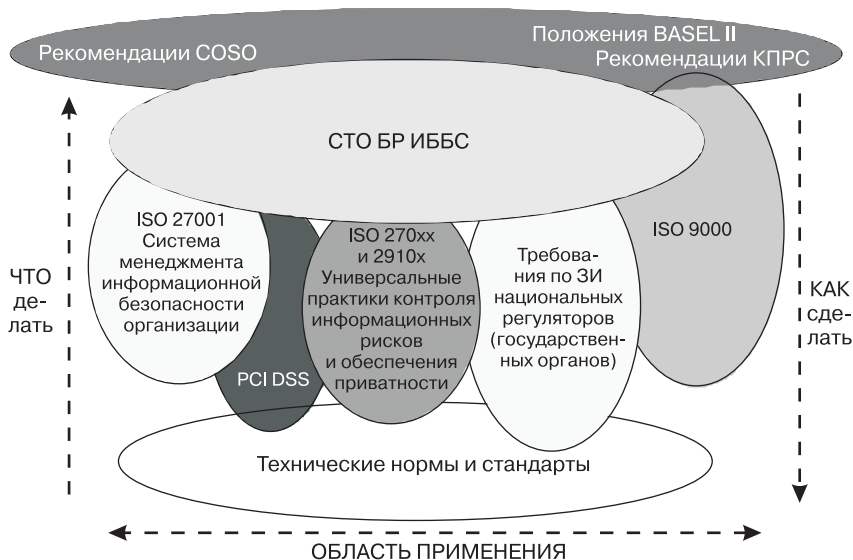 Рекомендации COSO
Положения BASEL II
Рекомендации КПРС
СТО БР ИББС
ISO 27001
Система
менеджмента
информационной
безопасности
организации
PCI DSS
ISO 270xx
и 2910x
Универсальные
практики контроля
информационных
рисков
и обеспечения
приватности
Требова-
ния по ЗИ
национальных
регуляторов
(государствен-
ных органов)
ISO 9000
ЧТО
де-
лать
КАК
сде-
лать
Технические нормы и стандарты
ОБЛАСТЬ ПРИМЕНЕНИЯ